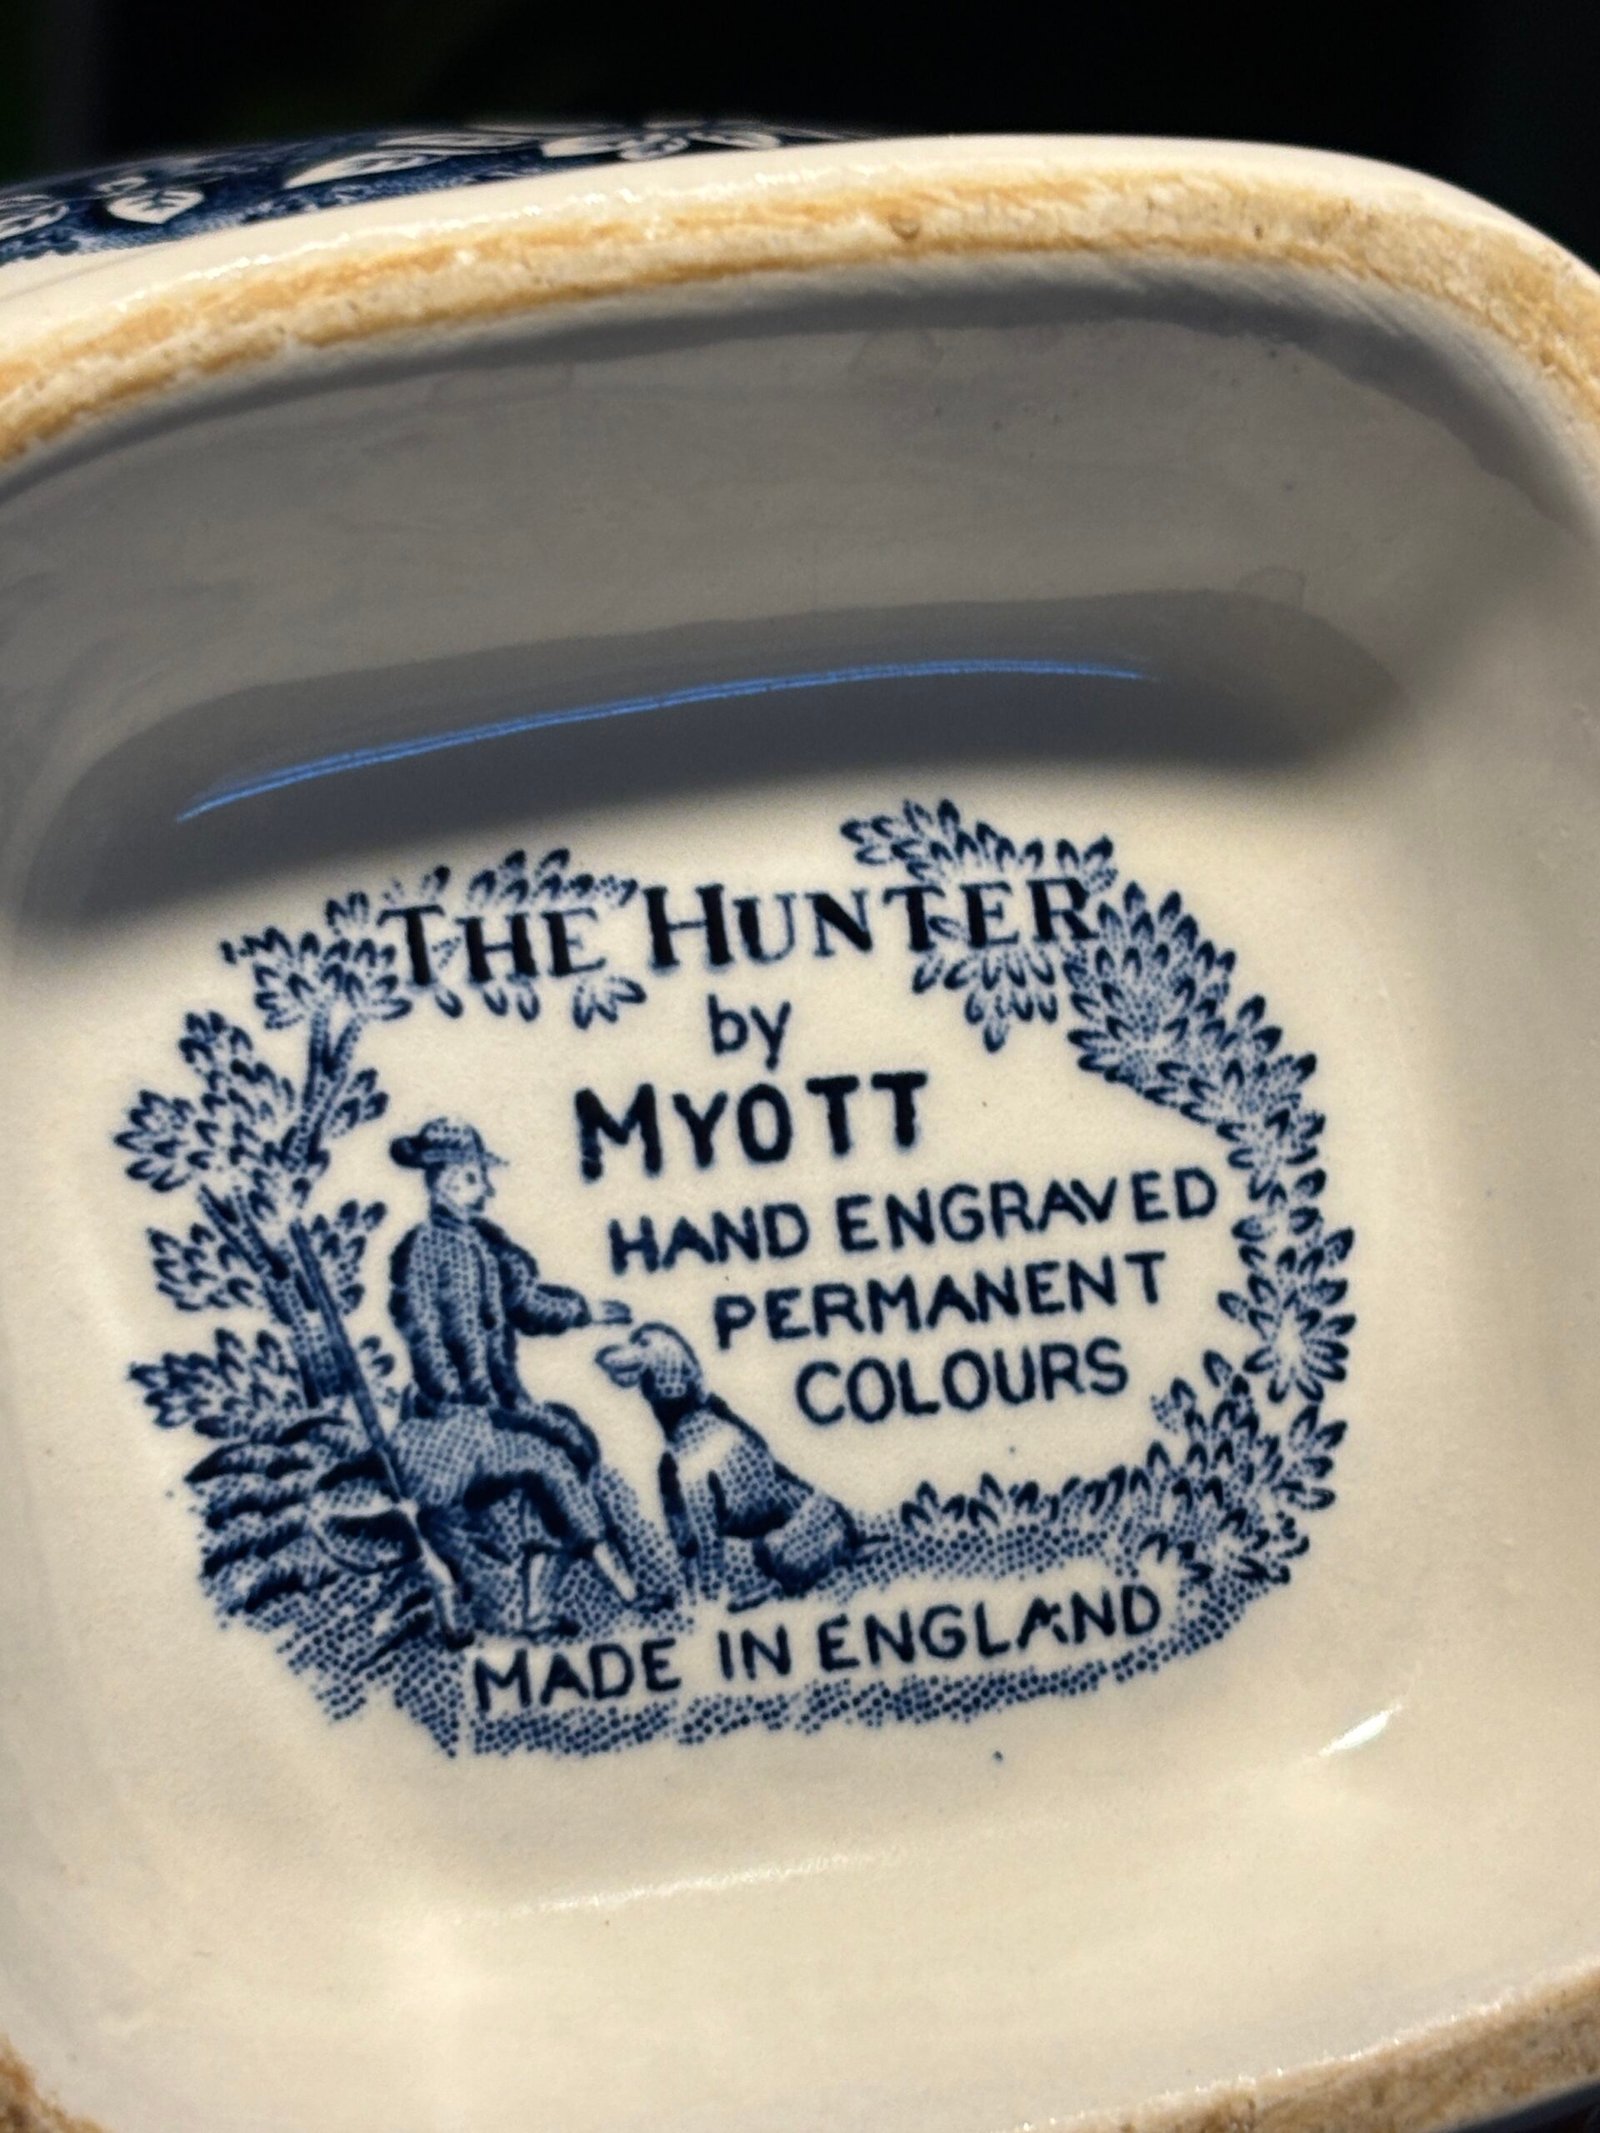 THE HUNTER
by
MYOTT
HAND ENGRAVED
PERMANENT
COLOURS
MADE IN ENGLAND